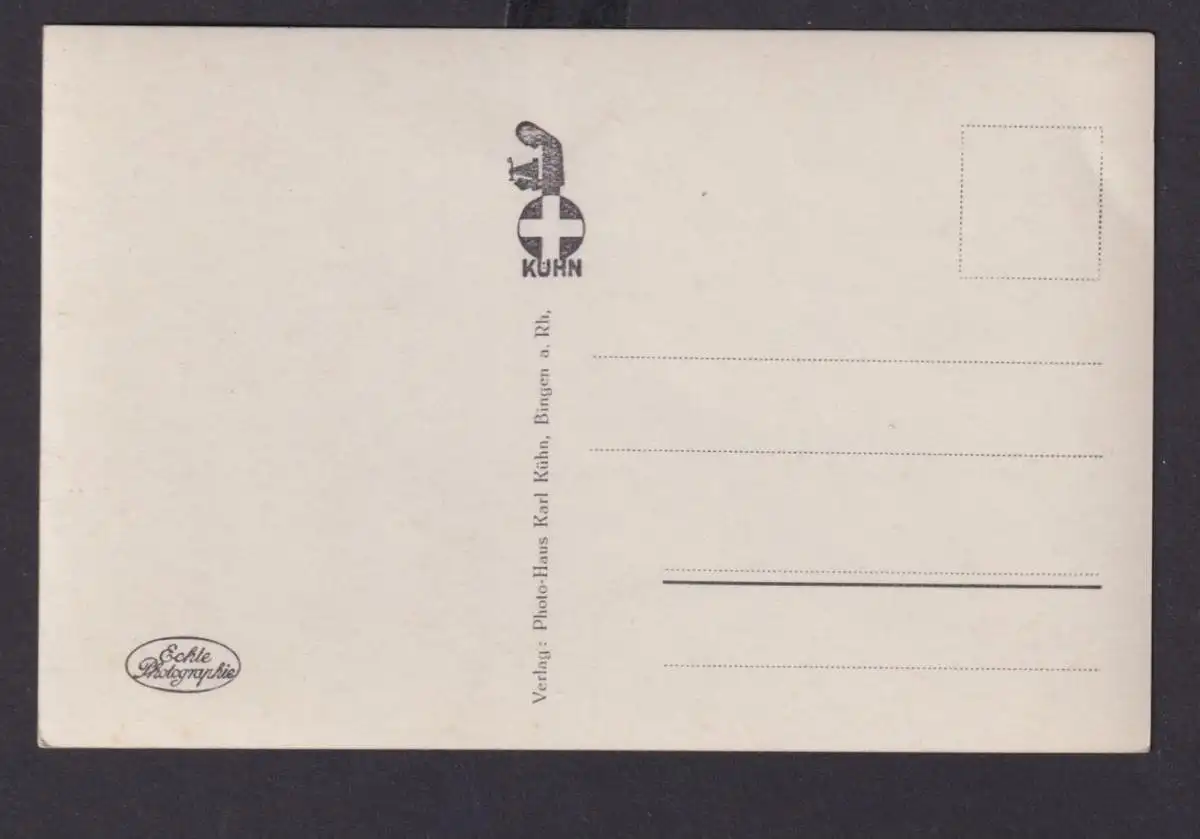 KÜHN
Verlag: Photo-Haus Karl Kühn, Bingen a. Rh.
Echte
Photographie